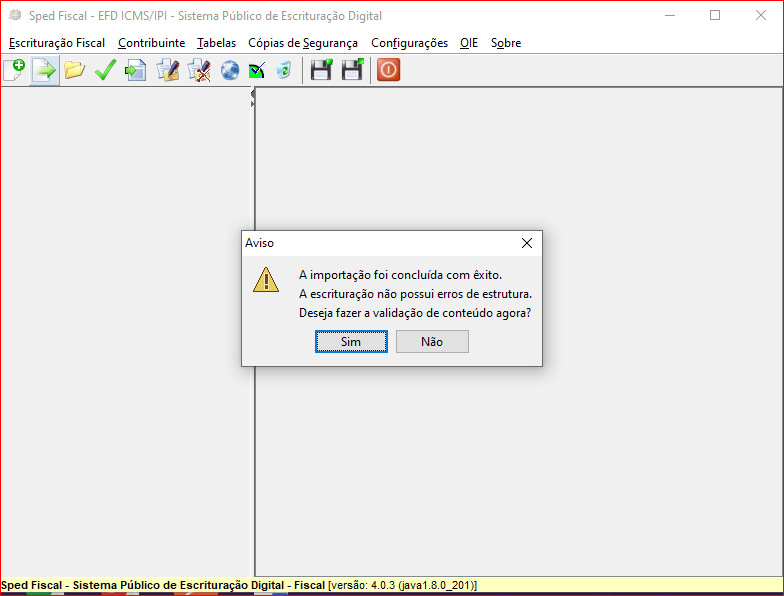 Sped Fiscal - EFD ICMS/IPI - Sistema Público de Escrituração Digital
Escrituração Fiscal Contribuinte Tabelas Cópias de Segurança Configurações OIE Sobre
Aviso
A importação foi concluída com êxito.
A escrituração não possui erros de estrutura.
Deseja fazer a validação de conteúdo agora?
Sim Não
Sped Fiscal - Sistema Público de Escrituração Digital - Fiscal [versão: 4.0.3 (java1.8.0_201)]